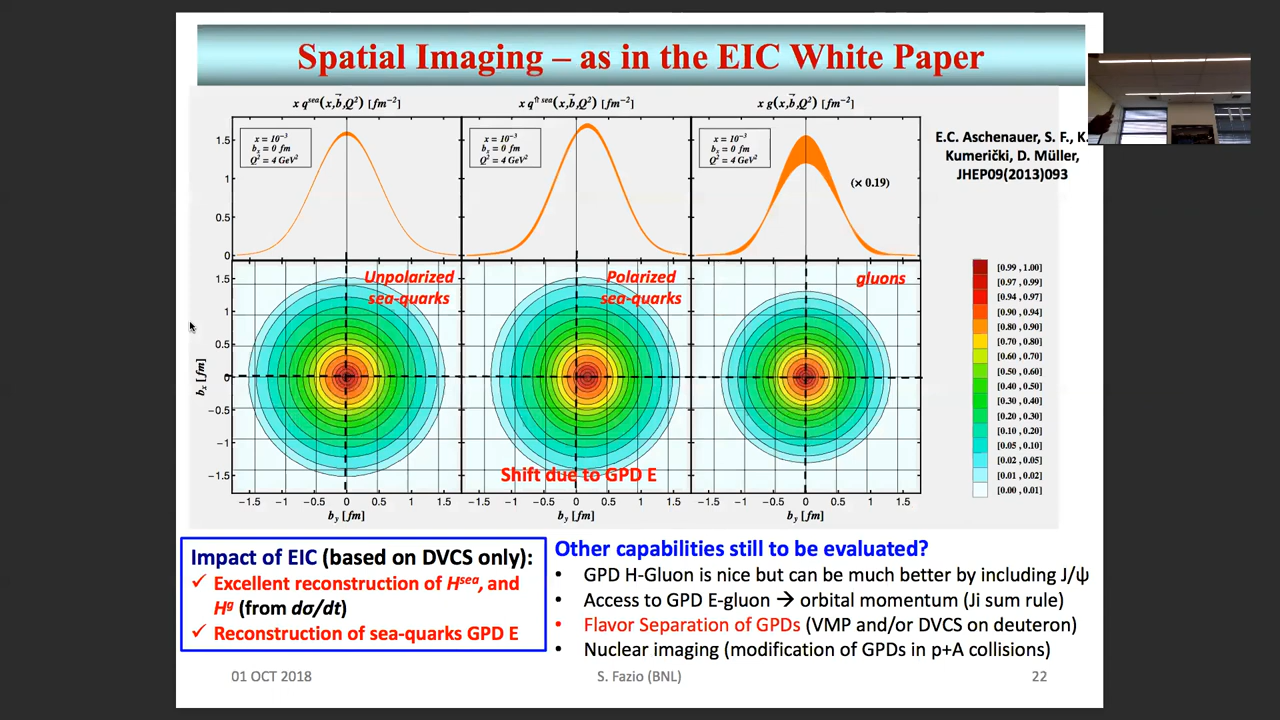 Spatial Imaging – as in the EIC White Paper
x q^sea(x,b⃗,Q²) [fm⁻²]
x q^⇑sea(x,b⃗,Q²) [fm⁻²]
x g(x,b⃗,Q²) [fm⁻²]
x = 10⁻³
b_x = 0 fm
Q² = 4 GeV²
x = 10⁻³
b_x = 0 fm
Q² = 4 GeV²
x = 10⁻³
b_x = 0 fm
Q² = 4 GeV²
(× 0.19)
1.5
1
0.5
0
E.C. Aschenauer, S. F., K.
Kumerički, D. Müller,
JHEP09(2013)093
Unpolarized
sea-quarks
Polarized
sea-quarks
gluons
1.5
1
0.5
0
−0.5
−1
−1.5
b_x [fm]
Shift due to GPD E
−1.5 −1 −0.5 0 0.5 1 1.5
−1.5 −1 −0.5 0 0.5 1 1.5
−1.5 −1 −0.5 0 0.5 1 1.5
b_y [fm]
b_y [fm]
b_y [fm]
[0.99 , 1.00]
[0.97 , 0.99]
[0.94 , 0.97]
[0.90 , 0.94]
[0.80 , 0.90]
[0.70 , 0.80]
[0.60 , 0.70]
[0.50 , 0.60]
[0.40 , 0.50]
[0.30 , 0.40]
[0.20 , 0.30]
[0.10 , 0.20]
[0.05 , 0.10]
[0.02 , 0.05]
[0.01 , 0.02]
[0.00 , 0.01]
Impact of EIC (based on DVCS only):
✓ Excellent reconstruction of H^sea, and
H^g (from dσ/dt)
✓ Reconstruction of sea-quarks GPD E
Other capabilities still to be evaluated?
• GPD H-Gluon is nice but can be much better by including J/ψ
• Access to GPD E-gluon → orbital momentum (Ji sum rule)
• Flavor Separation of GPDs (VMP and/or DVCS on deuteron)
• Nuclear imaging (modification of GPDs in p+A collisions)
01 OCT 2018
S. Fazio (BNL)
22